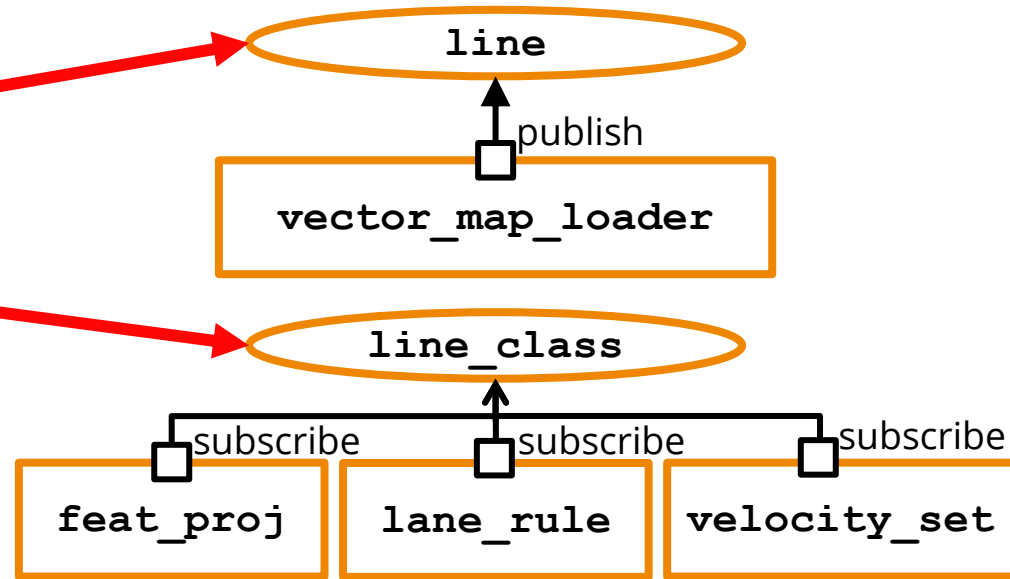 line
publish
vector_map_loader
line_class
subscribe
subscribe
subscribe
feat_proj
lane_rule
velocity_set